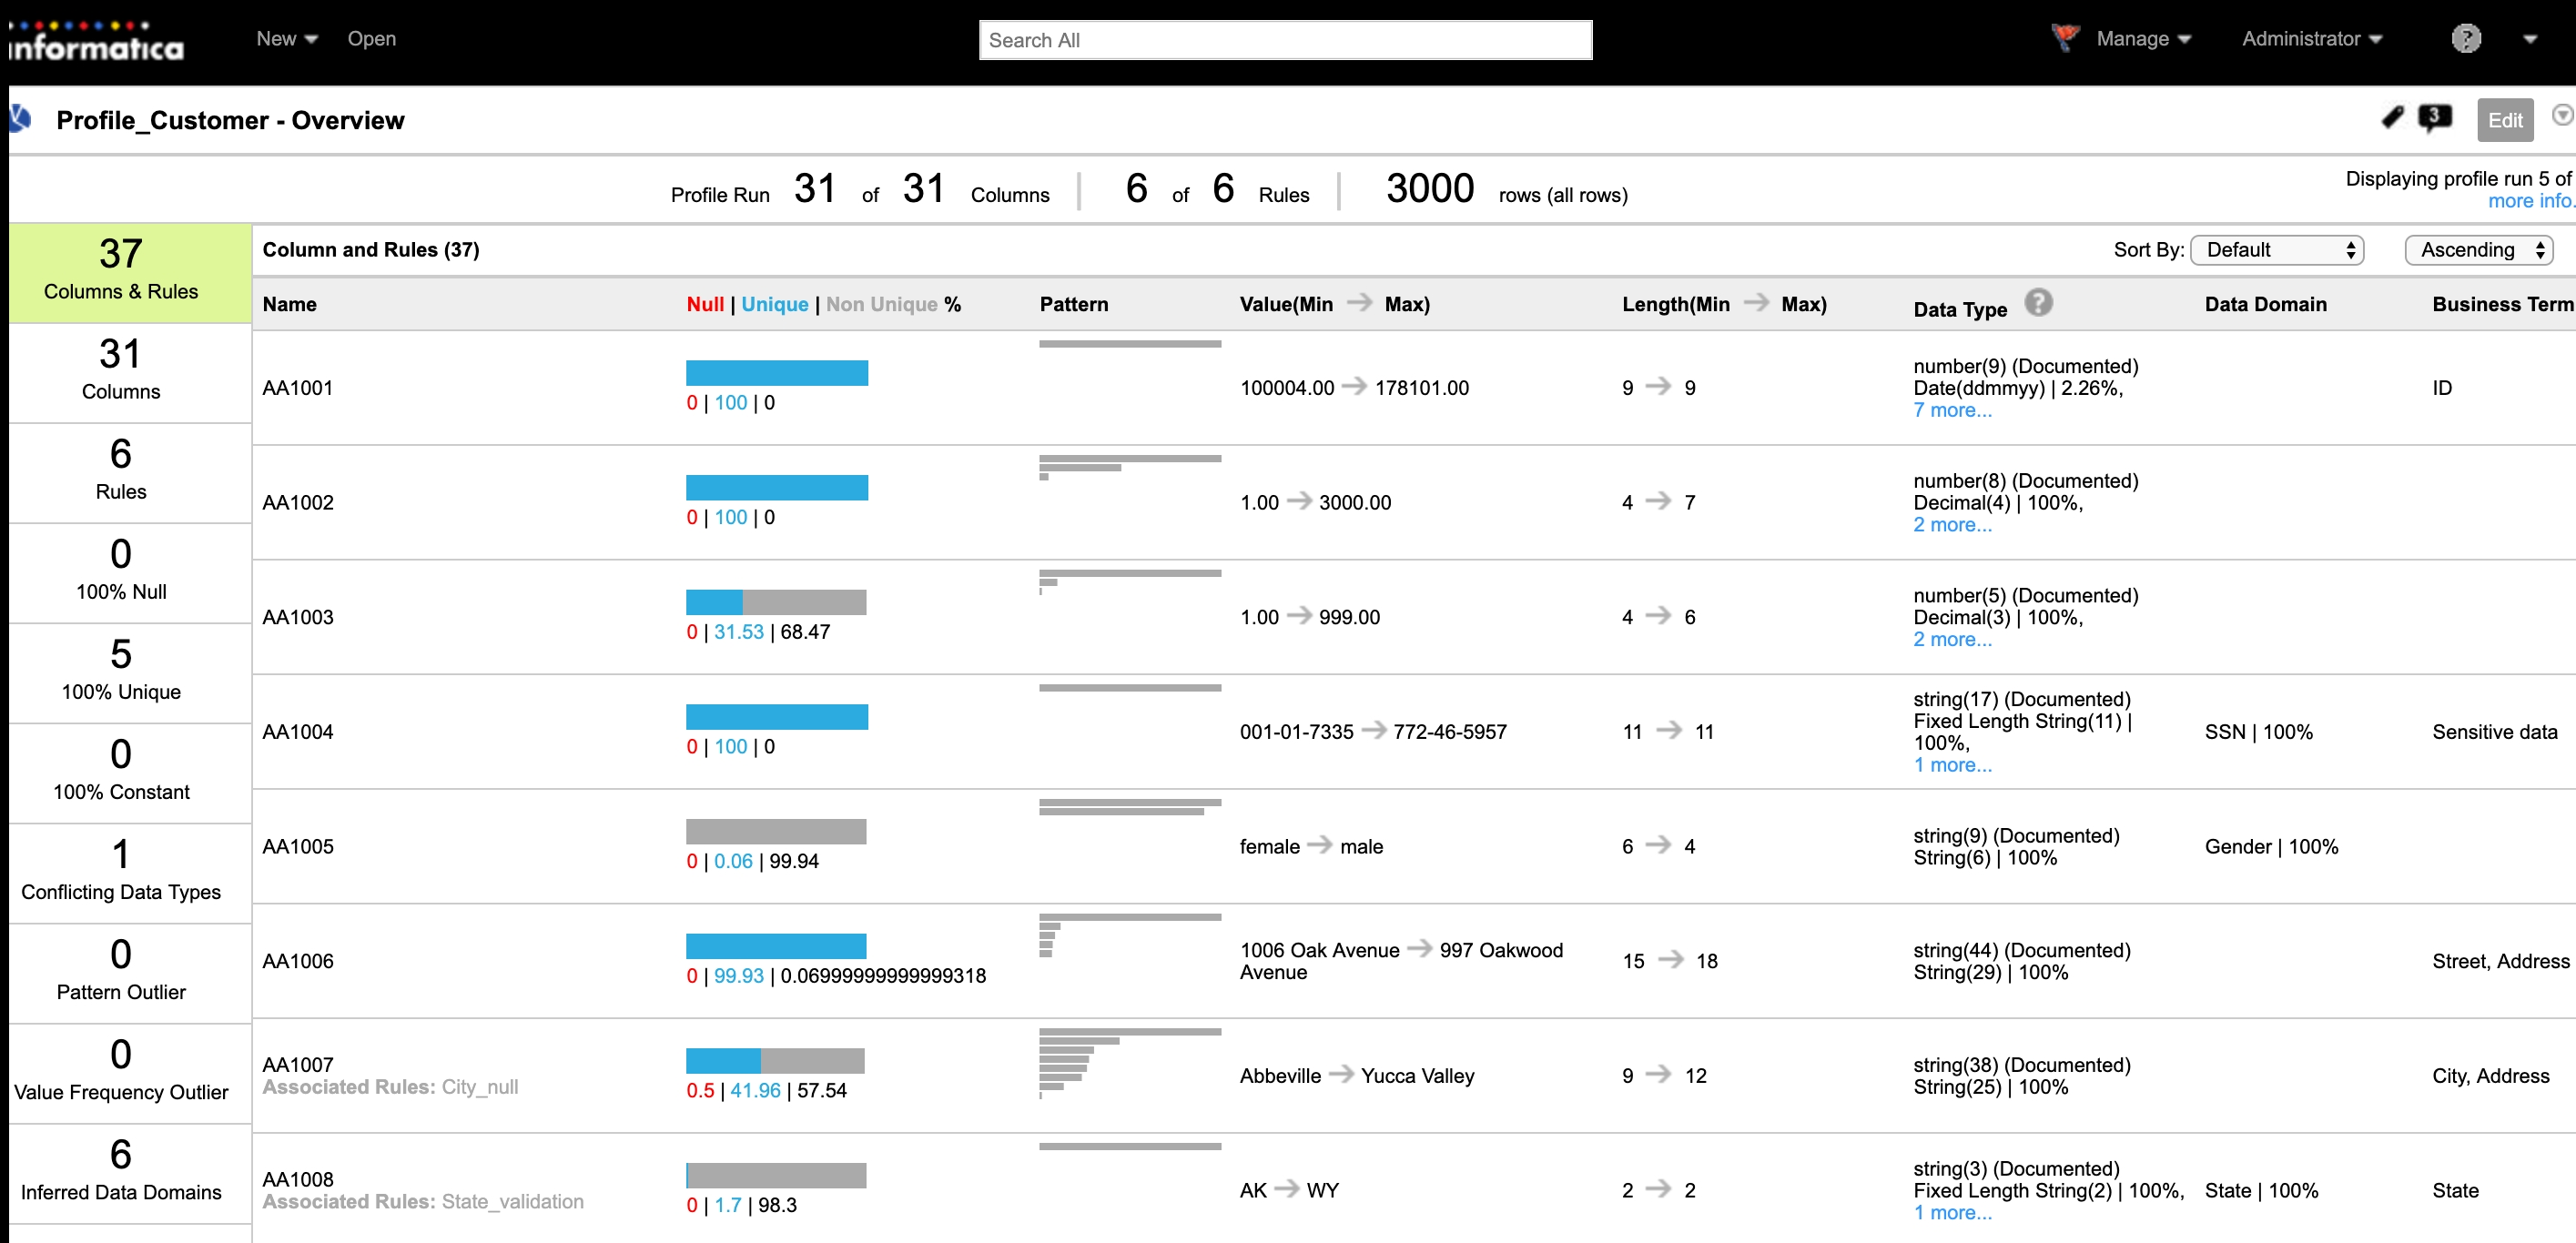 informatica New Open Search All Manage Administrator ?
Profile_Customer - Overview 3 Edit
Profile Run 31 of 31 Columns | 6 of 6 Rules | 3000 rows (all rows) Displaying profile run 5 of
more info.
37
Columns & Rules
31
Columns
6
Rules
0
100% Null
5
100% Unique
0
100% Constant
1
Conflicting Data Types
0
Pattern Outlier
0
Value Frequency Outlier
6
Inferred Data Domains
Column and Rules (37) Sort By: Default Ascending
Name Null | Unique | Non Unique % Pattern Value(Min → Max) Length(Min → Max) Data Type ? Data Domain Business Term
AA1001
0 | 100 | 0
100004.00 → 178101.00
9 → 9
number(9) (Documented)
Date(ddmmyy) | 2.26%,
7 more...
ID
AA1002
0 | 100 | 0
1.00 → 3000.00
4 → 7
number(8) (Documented)
Decimal(4) | 100%,
2 more...
AA1003
0 | 31.53 | 68.47
1.00 → 999.00
4 → 6
number(5) (Documented)
Decimal(3) | 100%,
2 more...
AA1004
0 | 100 | 0
001-01-7335 → 772-46-5957
11 → 11
string(17) (Documented)
Fixed Length String(11) |
100%,
1 more...
SSN | 100%
Sensitive data
AA1005
0 | 0.06 | 99.94
female → male
6 → 4
string(9) (Documented)
String(6) | 100%
Gender | 100%
AA1006
0 | 99.93 | 0.06999999999999318
1006 Oak Avenue → 997 Oakwood
Avenue
15 → 18
string(44) (Documented)
String(29) | 100%
Street, Address
AA1007
Associated Rules: City_null
0.5 | 41.96 | 57.54
Abbeville → Yucca Valley
9 → 12
string(38) (Documented)
String(25) | 100%
City, Address
AA1008
Associated Rules: State_validation
0 | 1.7 | 98.3
AK → WY
2 → 2
string(3) (Documented)
Fixed Length String(2) | 100%,
1 more...
State | 100%
State